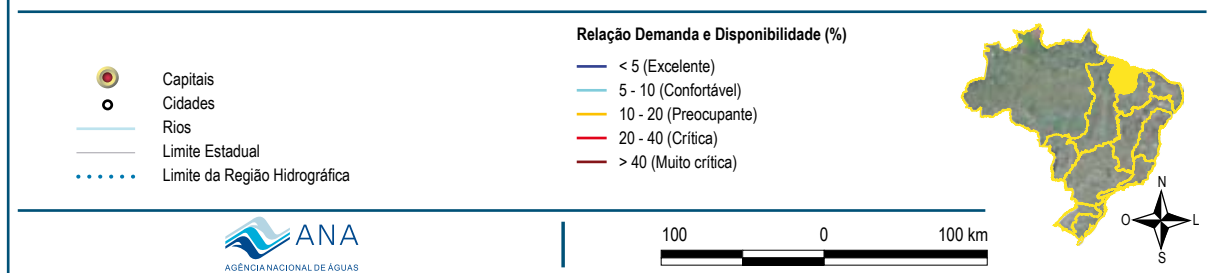 Relação Demanda e Disponibilidade (%)
Capitais
Cidades
Rios
Limite Estadual
Limite da Região Hidrográfica
< 5 (Excelente)
5 - 10 (Confortável)
10 - 20 (Preocupante)
20 - 40 (Crítica)
> 40 (Muito crítica)
N
O
L
S
ANA
AGÊNCIA NACIONAL DE ÁGUAS
100 0 100 km